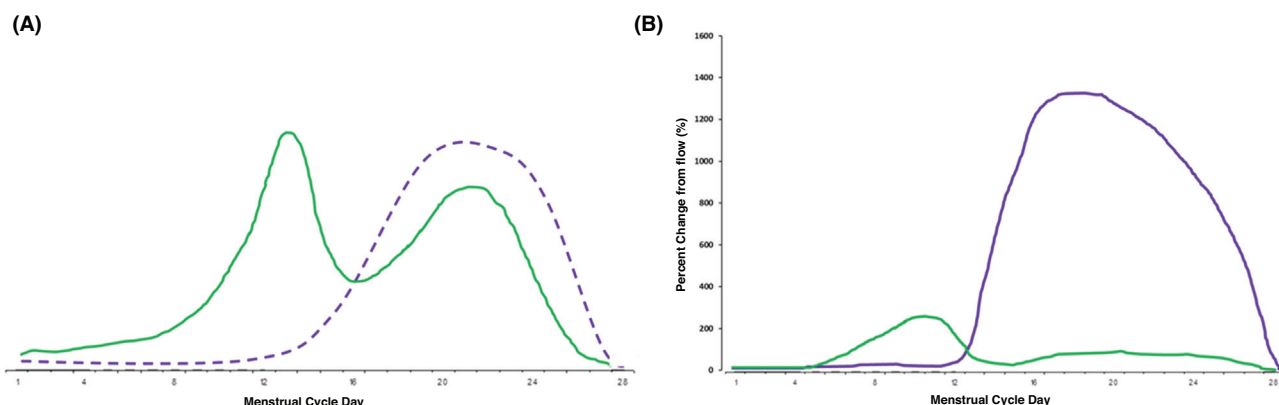 (A)
1 4 8 12 16 20 24 28
Menstrual Cycle Day
(B)
Percent Change from flow (%)
1600
1400
1200
1000
800
600
400
200
0
1 4 8 12 16 20 24 28
Menstrual Cycle Day